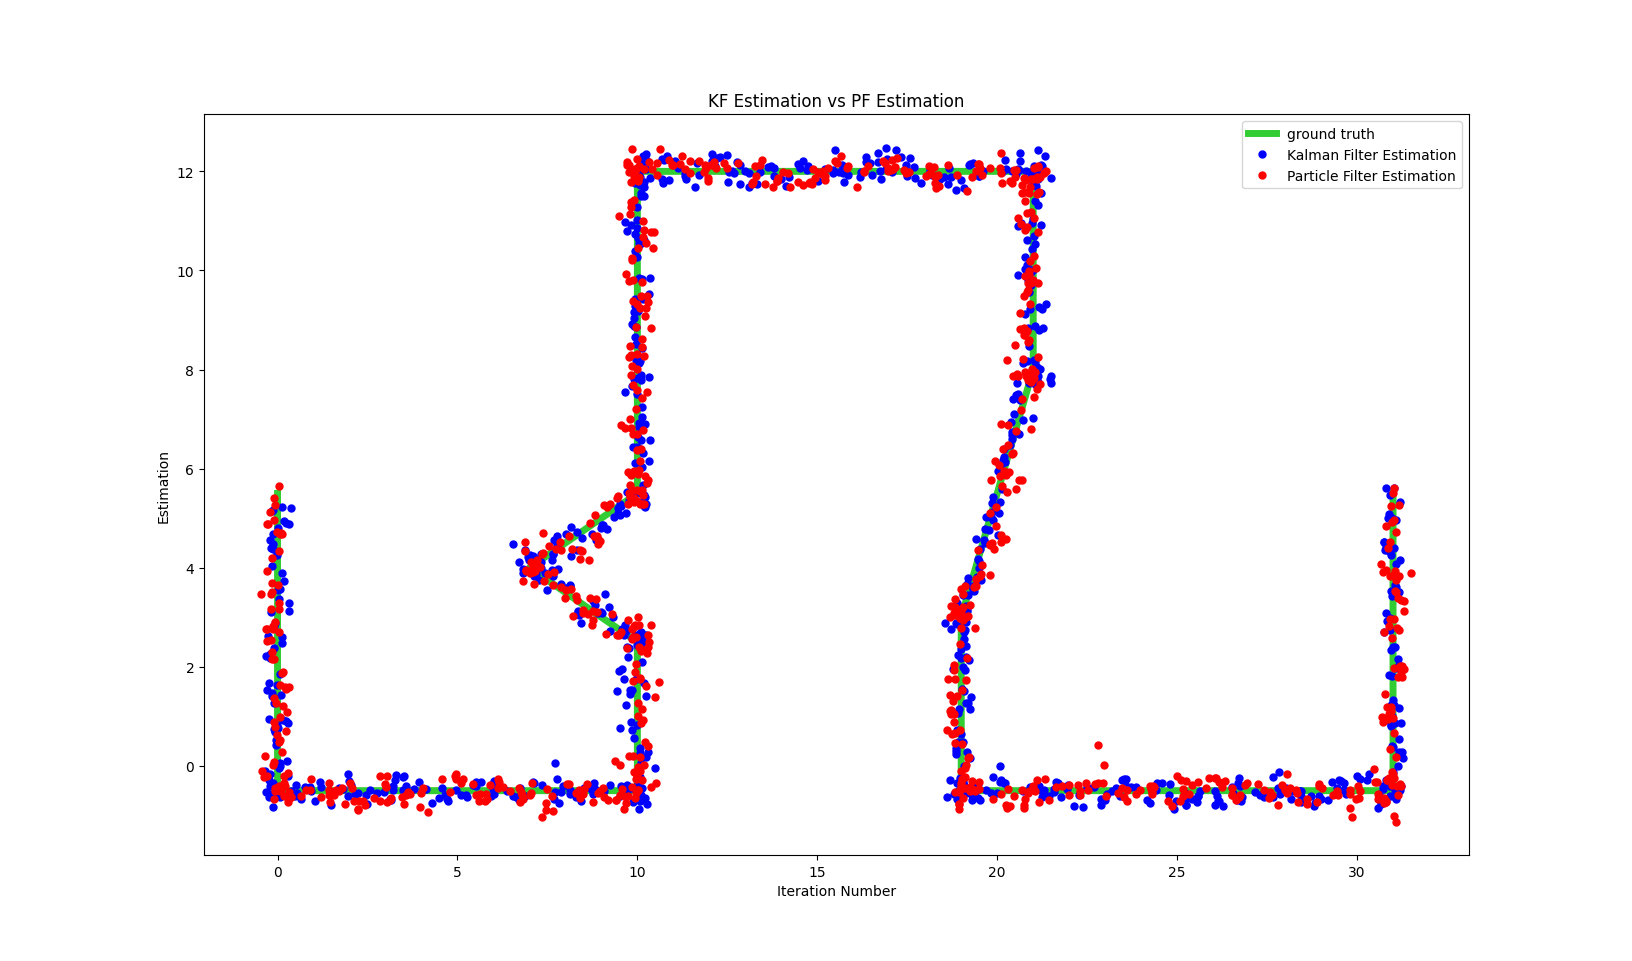 KF Estimation vs PF Estimation
ground truth
Kalman Filter Estimation
Particle Filter Estimation
12
10
8
6
4
2
0
Estimation
0 5 10 15 20 25 30
Iteration Number